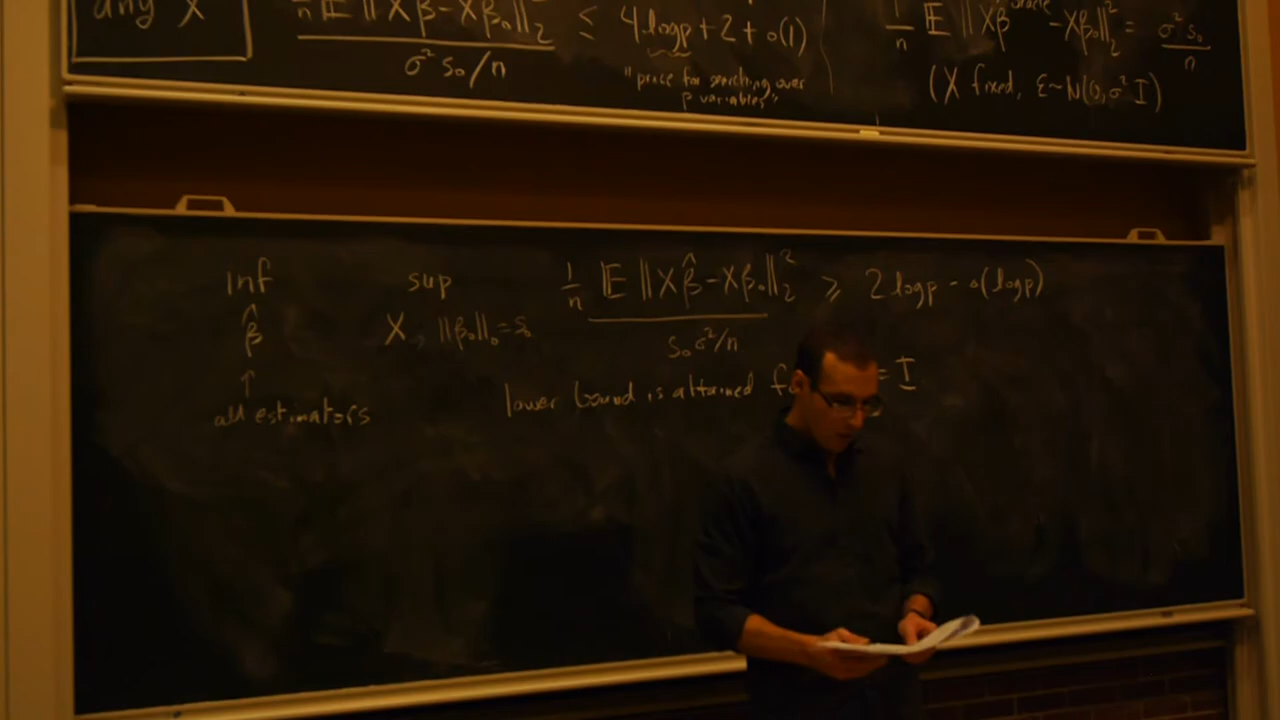 any X
1/n 𝔼 ||Xβ̂ - Xβ₀||₂² / σ² s₀/n ≤ 4 log p + 2 + o(1)
"price for searching over
p variables"
1/n 𝔼 ||Xβ̂^oracle - Xβ₀||₂² = σ² s₀ / n
(X fixed, ε ~ N(0, σ² I))
inf β̂ sup X, ||β₀||₀ = s₀ 1/n 𝔼 ||Xβ̂ - Xβ₀||₂² / s₀ σ²/n ≥ 2 log p - o(log p)
↑
all estimators
lower bound is attained = I